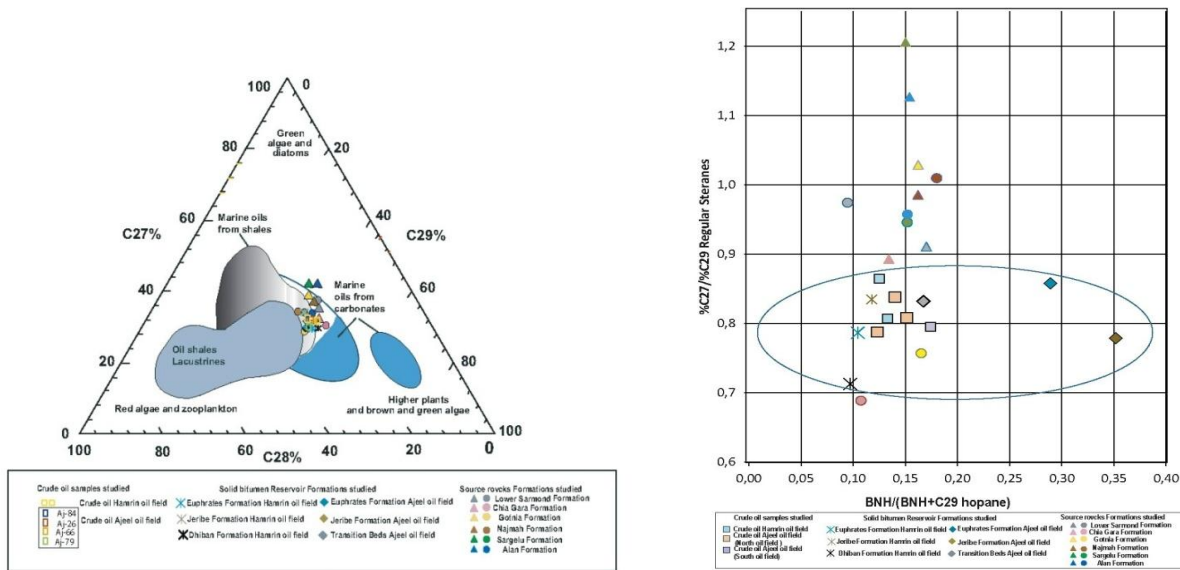 100
0
Green
algae and
diatoms
80
20
60
40
C27%
C29%
Marine oils
from shales
40
60
Marine
oils from
carbonates
Oil shales
Lacustrines
20
80
Red algae and zooplankton
Higher plants
and brown and green algae
0
100
100
80
60
40
20
0
C28%
Crude oil samples studied
Crude oil Hamrin oil field
Aj-84
Aj-26
Aj-66
Aj-79
Crude oil Ajeel oil field
Solid bitumen Reservoir Formations studied
Euphrates Formation Hamrin oil field
Jeribe Formation Hamrin oil field
Dhiban Formation Hamrin oil field
Euphrates Formation Ajeel oil field
Jeribe Formation Ajeel oil field
Transition Beds Ajeel oil field
Source rovcks Formations studied
Lower Sarmond Formation
Chia Gara Formation
Gotnia Formation
Najmah Formation
Sargelu Formation
Alan Formation
%C27/%C29 Regular Steranes
1,2
1,1
1,0
0,9
0,8
0,7
0,6
0,00
0,05
0,10
0,15
0,20
0,25
0,30
0,35
0,40
BNH/(BNH+C29 hopane)
Crude oil samples studied
Crude oil Hamrin oil field
Crude oil Ajeel oil field
(North oil field )
Crude oil Ajeel oil field
(South oil field)
Solid bitumen Reservoir Formations studied
Euphrates Formation Hamrin oil field
Jeribe Formation Hamrin oil field
Dhiban Formation Hamrin oil field
Euphrates Formation Ajeel oil field
Jeribe Formation Ajeel oil field
Transition Beds Ajeel oil field
Source rovcks Formations studied
Lower Sarmond Formation
Chia Gara Formation
Gotnia Formation
Najmah Formation
Sargelu Formation
Alan Formation